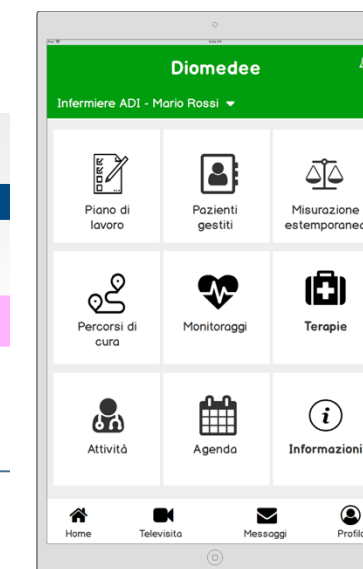 Diomedee
Infermiere ADI - Mario Rossi
Piano di
lavoro
Pazienti
gestiti
Misurazione
estemporanea
Percorsi di
cura
Monitoraggi
Terapie
Attività
Agenda
Informazioni
Home
Televisita
Messaggi
Profilo